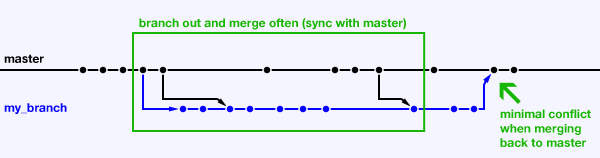 branch out and merge often (sync with master)
master
my_branch
minimal conflict
when merging
back to master